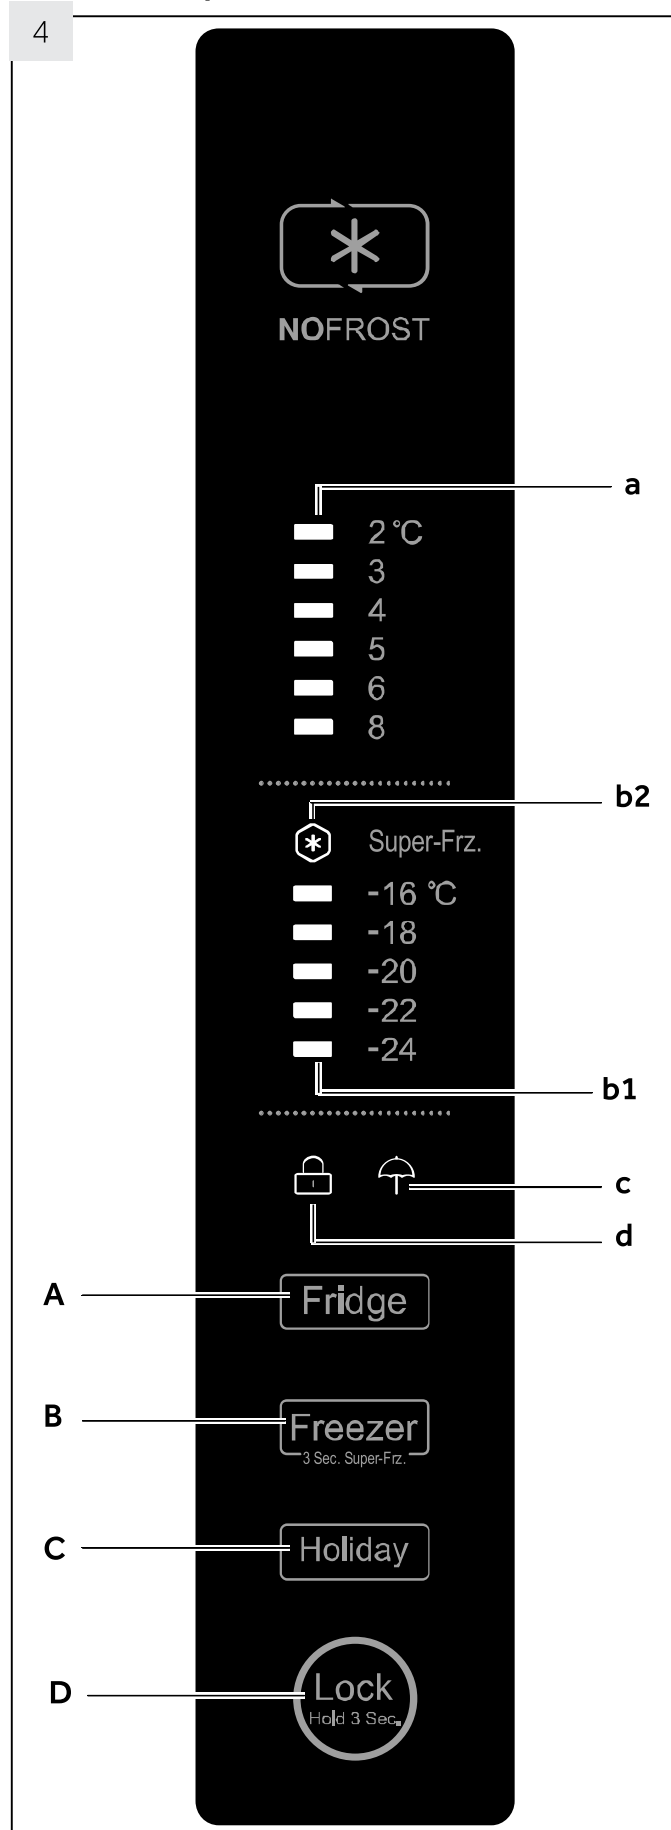 4
NOFROST
a
2 °C
3
4
5
6
8
b2
Super-Frz.
-16 °C
-18
-20
-22
-24
b1
c
d
A Fridge
B Freezer
3 Sec. Super-Frz.
C Holiday
D Lock
Hold 3 Sec.